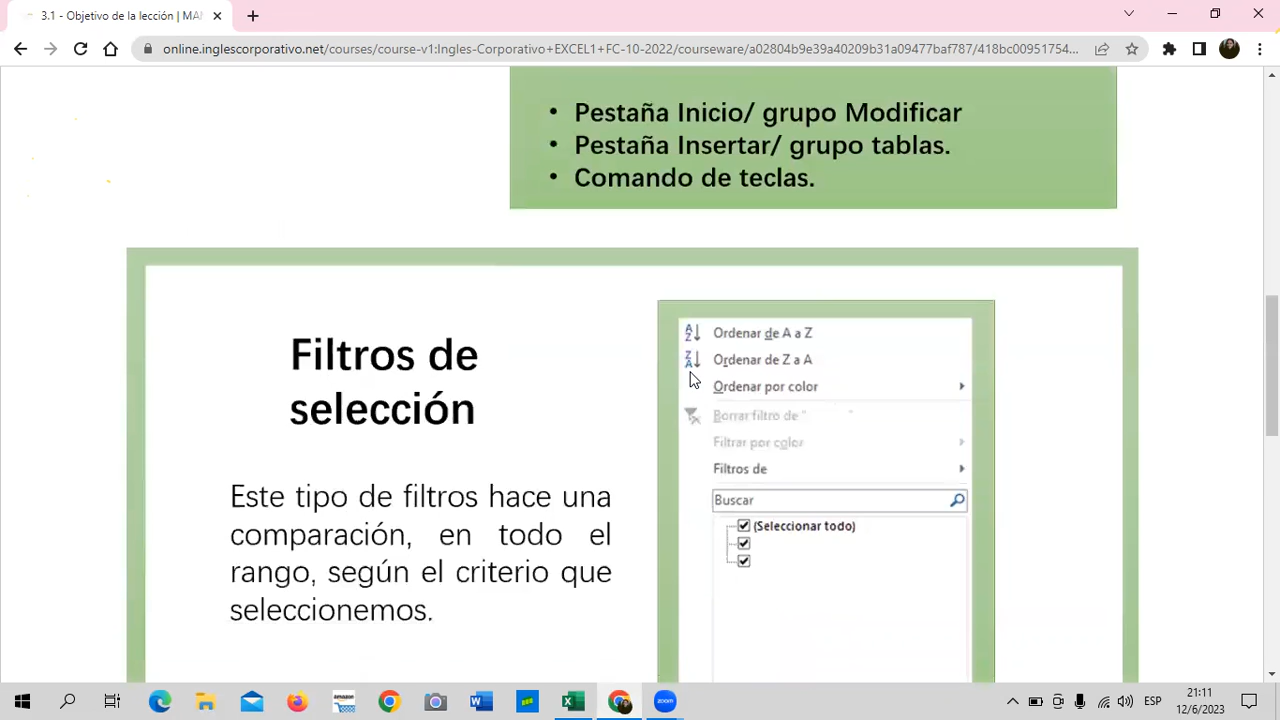 3.1 - Objetivo de la lección | MAN
online.inglescorporativo.net/courses/course-v1:Ingles-Corporativo+EXCEL1+FC-10-2022/courseware/a02804b9e39a40209b31a09477baf787/418bc00951754...
• Pestaña Inicio/ grupo Modificar
• Pestaña Insertar/ grupo tablas.
• Comando de teclas.
Filtros de
selección
Este tipo de filtros hace una
comparación, en todo el
rango, según el criterio que
seleccionemos.
Ordenar de A a Z
Ordenar de Z a A
Ordenar por color
Borrar filtro de " "
Filtrar por color
Filtros de
Buscar
(Seleccionar todo)
amazon
zoom
ESP
21:11
12/6/2023